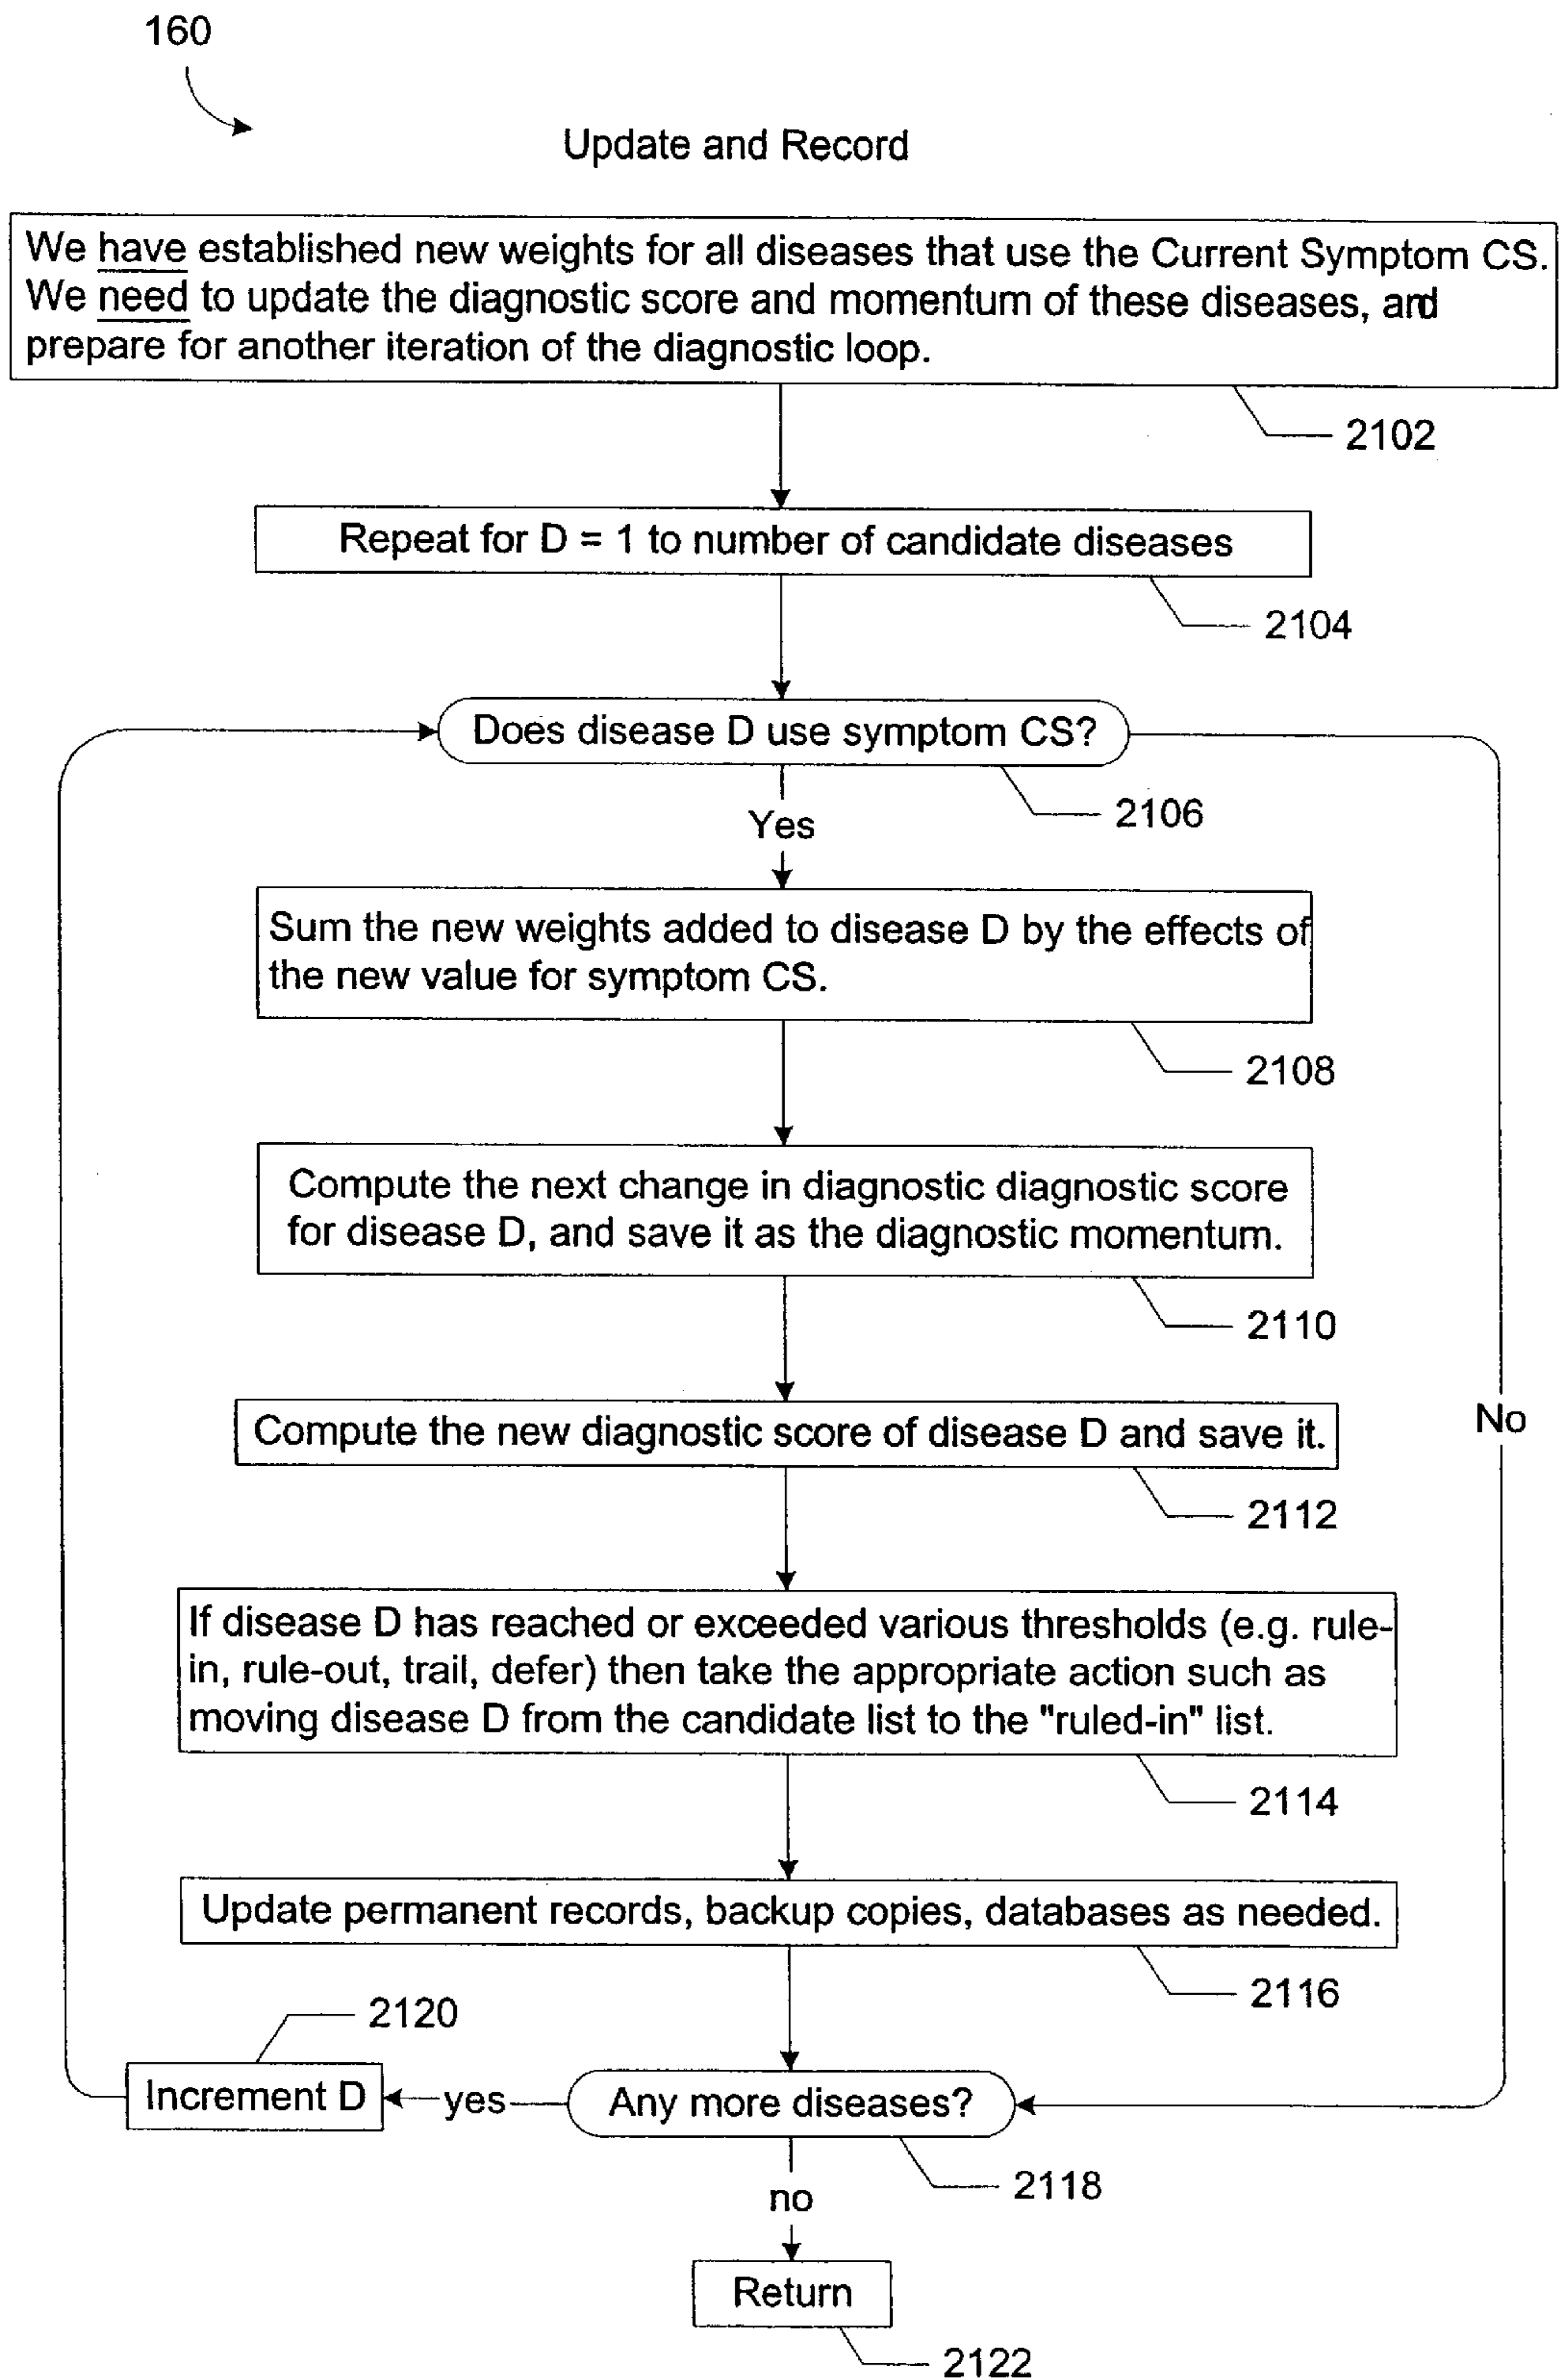 160
Update and Record
We have established new weights for all diseases that use the Current Symptom CS.
We need to update the diagnostic score and momentum of these diseases, and
prepare for another iteration of the diagnostic loop.
2102
Repeat for D = 1 to number of candidate diseases
2104
Does disease D use symptom CS?
2106
Yes
Sum the new weights added to disease D by the effects of
the new value for symptom CS.
2108
Compute the next change in diagnostic diagnostic score
for disease D, and save it as the diagnostic momentum.
2110
Compute the new diagnostic score of disease D and save it.
No
2112
If disease D has reached or exceeded various thresholds (e.g. rule-
in, rule-out, trail, defer) then take the appropriate action such as
moving disease D from the candidate list to the "ruled-in" list.
2114
Update permanent records, backup copies, databases as needed.
2116
2120
Increment D
yes
Any more diseases?
2118
no
Return
2122